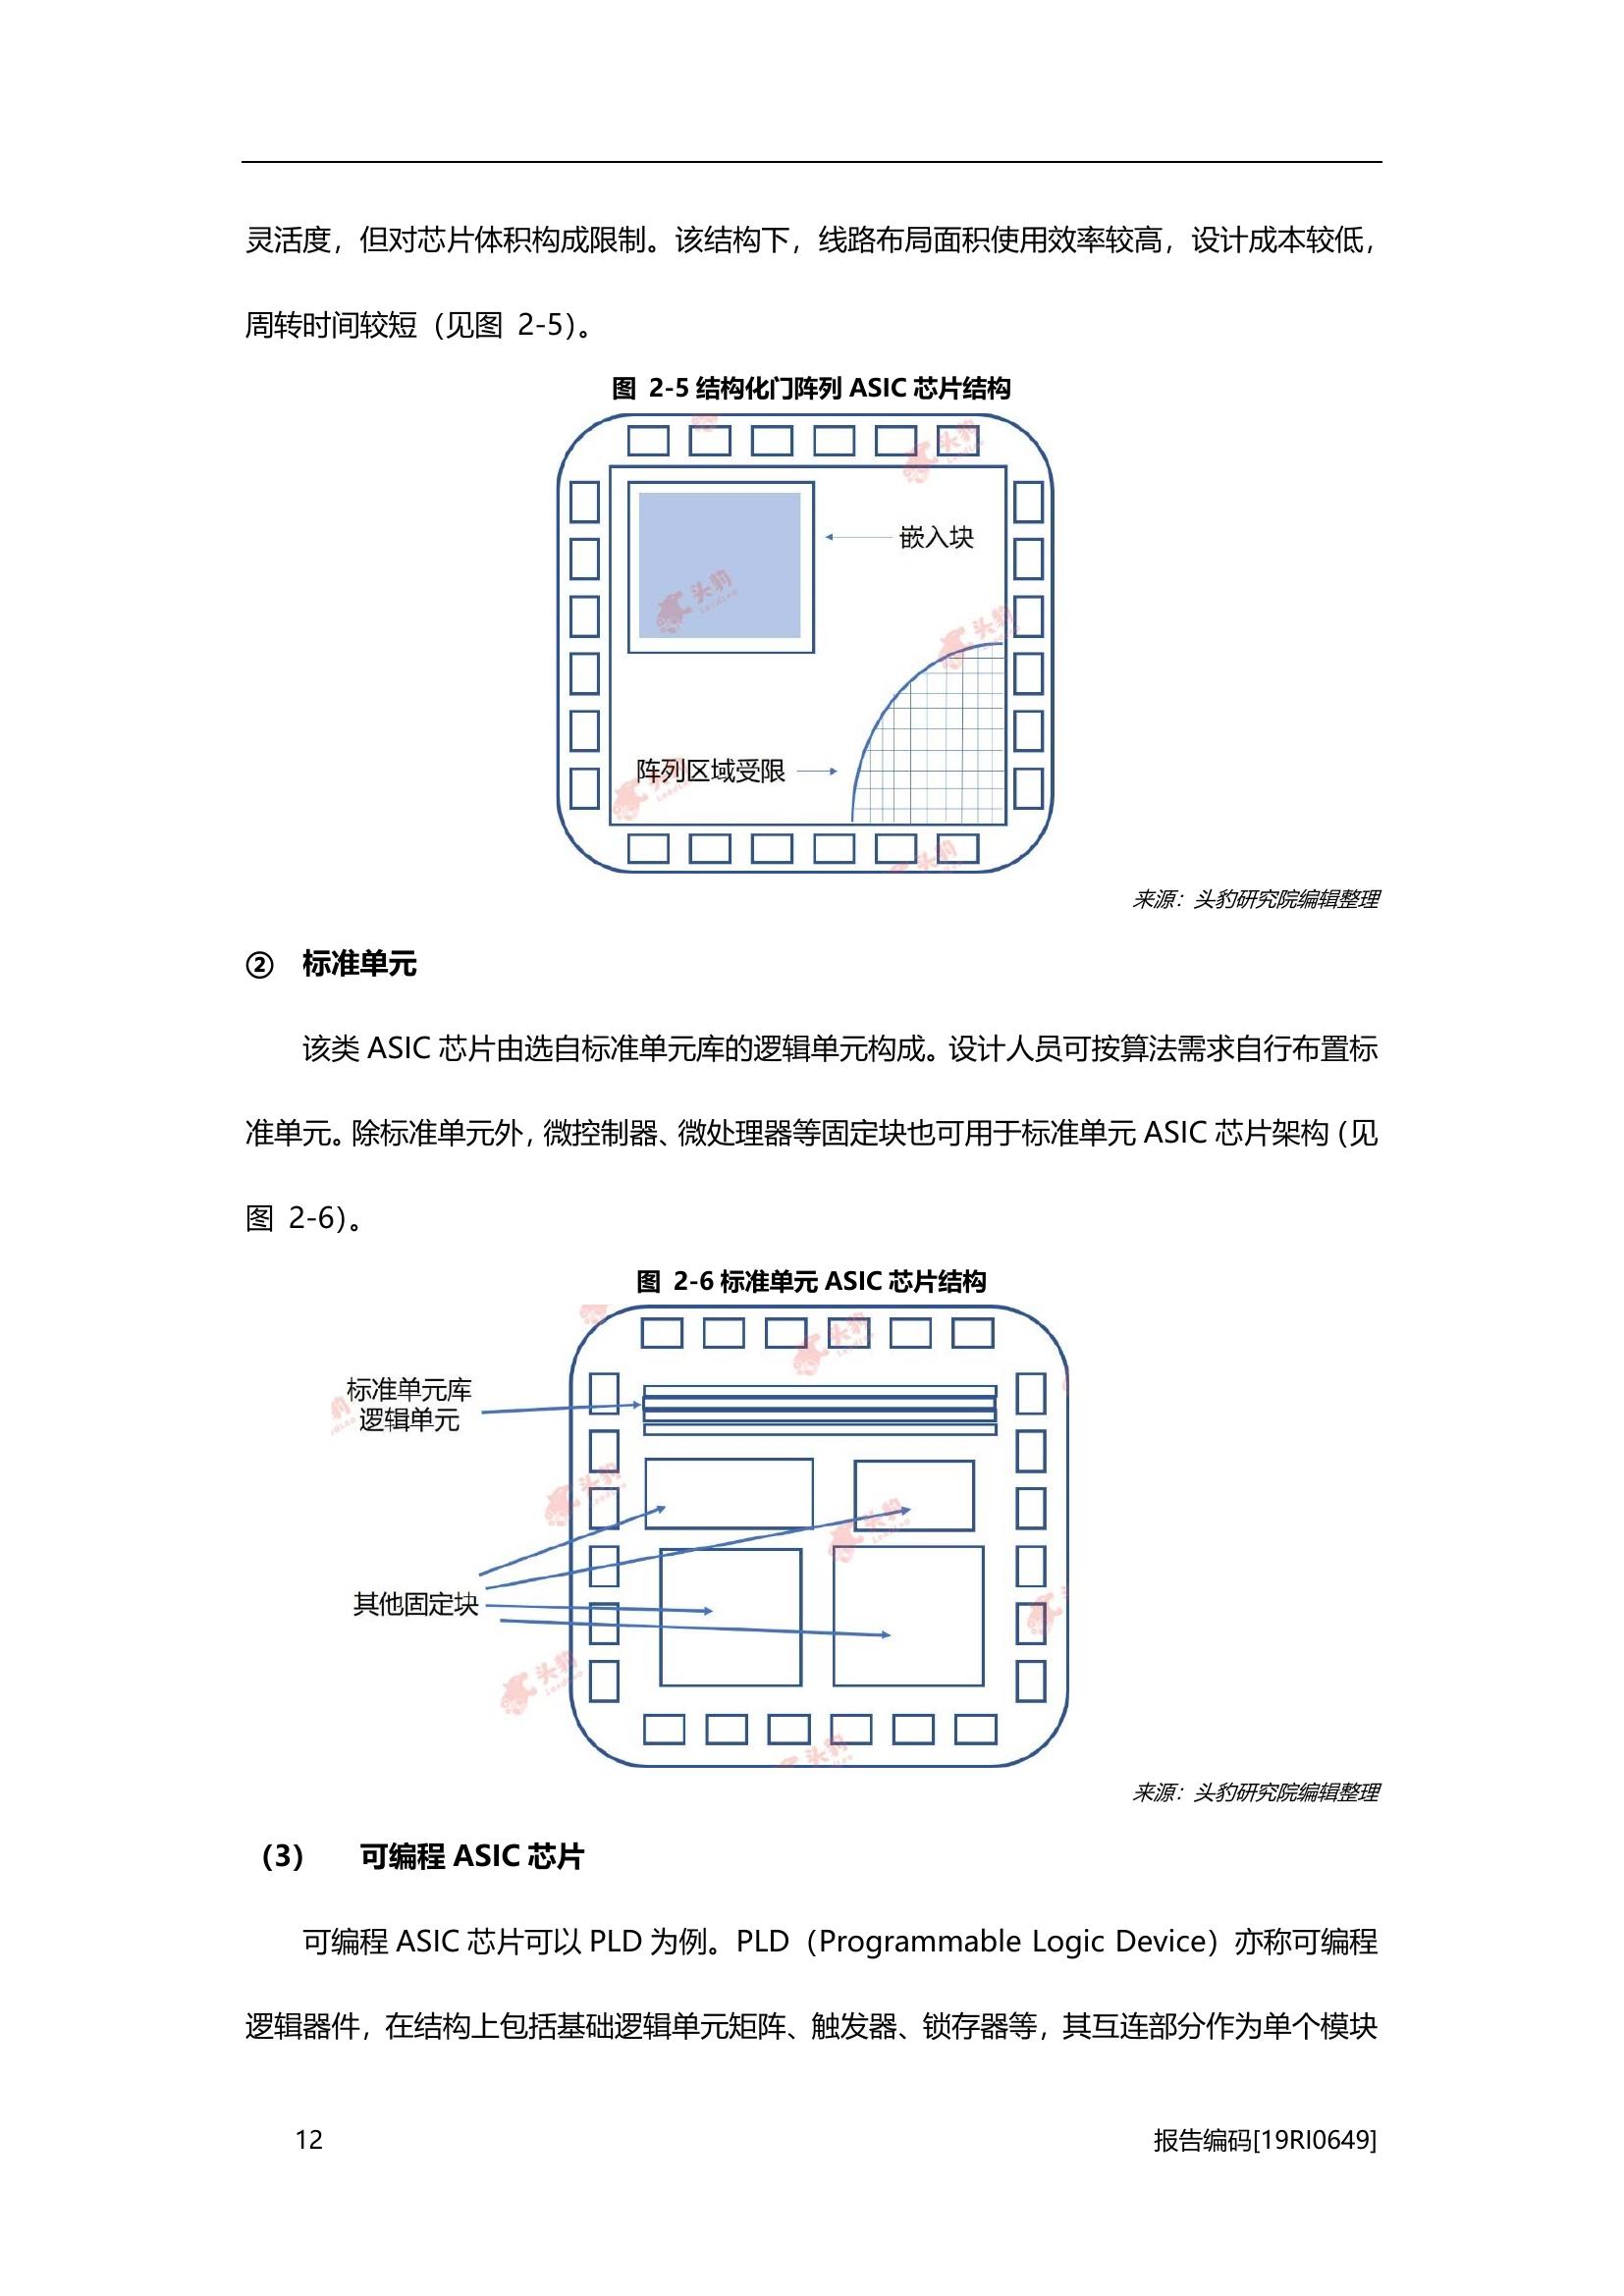 灵活度，但对芯片体积构成限制。该结构下，线路布局面积使用效率较高，设计成本较低，
周转时间较短（见图 2-5）。
图 2-5 结构化门阵列 ASIC 芯片结构
嵌入块
阵列区域受限
来源：头豹研究院编辑整理
② 标准单元
该类 ASIC 芯片由选自标准单元库的逻辑单元构成。设计人员可按算法需求自行布置标
准单元。除标准单元外，微控制器、微处理器等固定块也可用于标准单元 ASIC 芯片架构（见
图 2-6）。
图 2-6 标准单元 ASIC 芯片结构
标准单元库
逻辑单元
其他固定块
来源：头豹研究院编辑整理
（3） 可编程 ASIC 芯片
可编程 ASIC 芯片可以 PLD 为例。PLD（Programmable Logic Device）亦称可编程
逻辑器件，在结构上包括基础逻辑单元矩阵、触发器、锁存器等，其互连部分作为单个模块
12 报告编码[19RI0649]